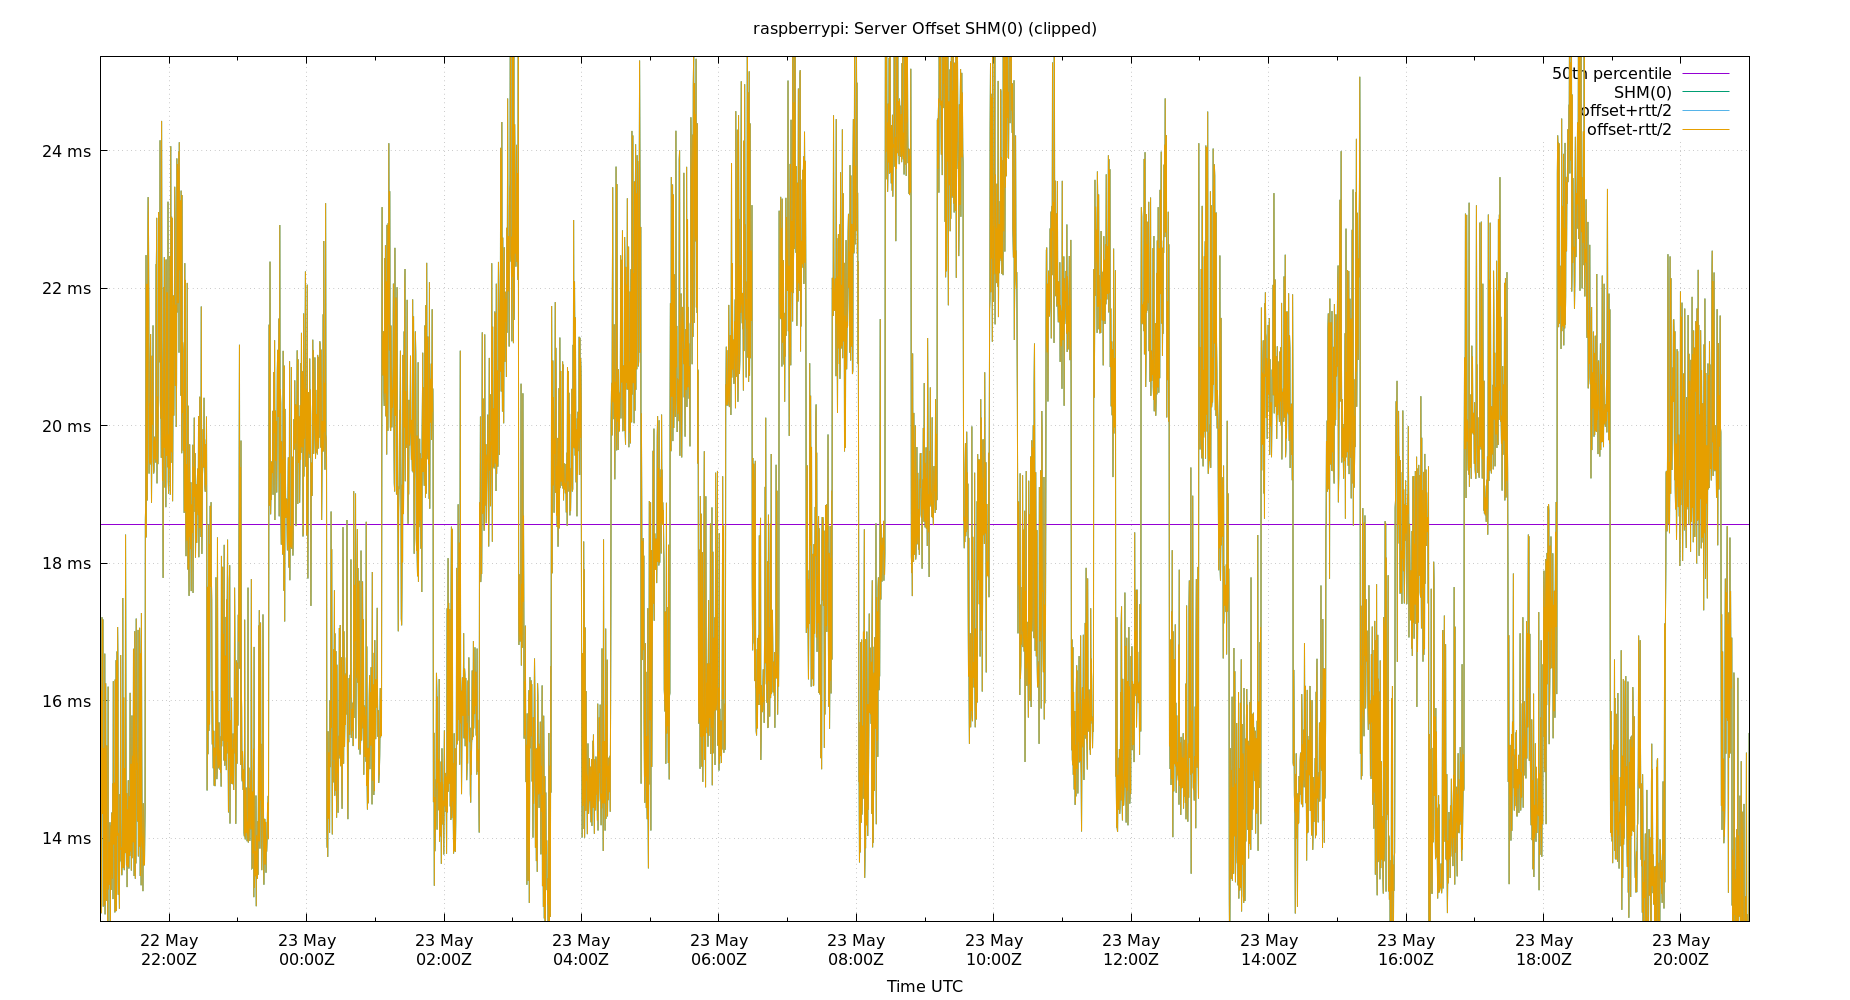 raspberrypi: Server Offset SHM(0) (clipped)
50th percentile
SHM(0)
offset+rtt/2
offset-rtt/2
24 ms
22 ms
20 ms
18 ms
16 ms
14 ms
22 May 23 May 23 May 23 May 23 May 23 May 23 May 23 May 23 May 23 May 23 May 23 May
22:00Z 00:00Z 02:00Z 04:00Z 06:00Z 08:00Z 10:00Z 12:00Z 14:00Z 16:00Z 18:00Z 20:00Z
Time UTC